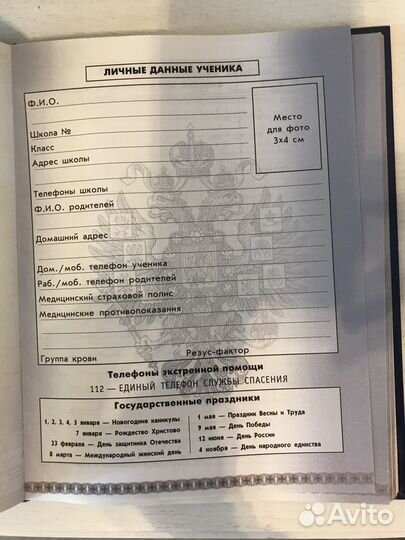 ЛИЧНЫЕ ДАННЫЕ УЧЕНИКА
Ф.И.О.
Место
для фото
3x4 см
Школа №
Класс
Адрес школы
Телефоны школы
Ф.И.О. родителей
Домашний адрес
Дом./моб. телефон ученика
Раб./моб. телефон родителей
Медицинский страховой полис
Медицинские противопоказания
Группа крови Резус-фактор
Телефоны экстренной помощи
112 — ЕДИНЫЙ ТЕЛЕФОН СЛУЖБЫ СПАСЕНИЯ
Государственные праздники
1, 2, 3, 4, 5 января — Новогодние каникулы
7 января — Рождество Христово
23 февраля — День защитника Отечества
8 марта — Международный женский день
1 мая — Праздник Весны и Труда
9 мая — День Победы
12 июня — День России
4 ноября — День народного единства
Avito